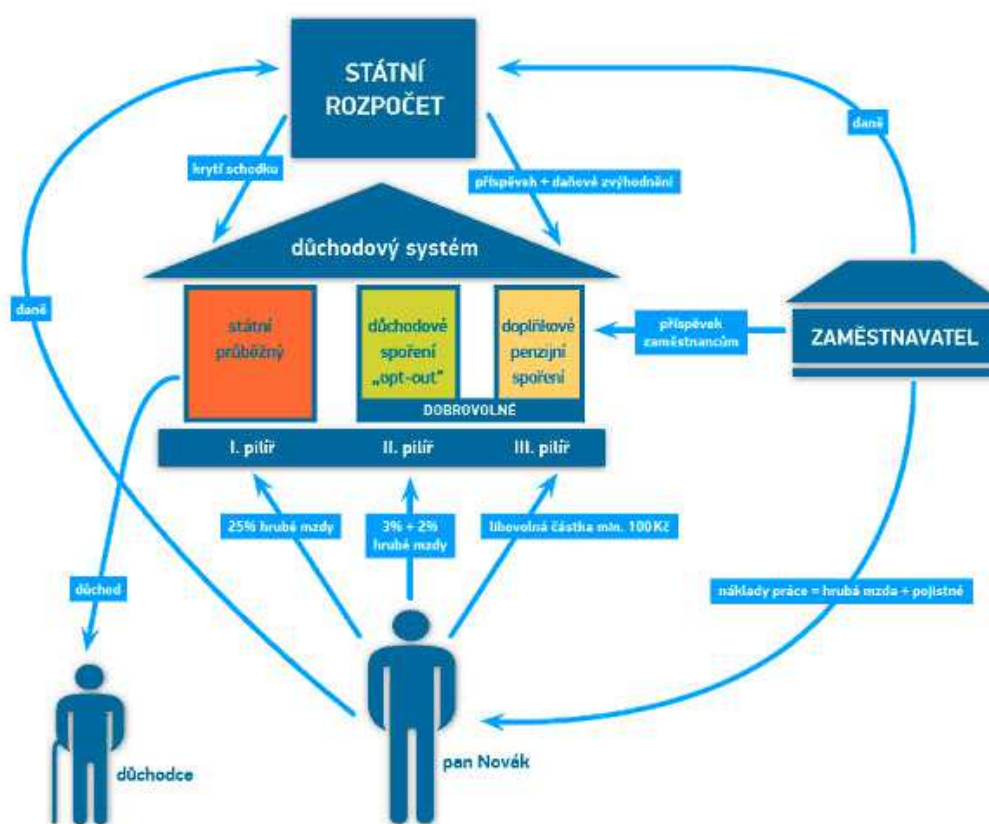 STÁTNÍ
ROZPOČET
daně
krytí schodku
příspěvek + daňové zvýhodnění
důchodový systém
daně
státní
průběžný
důchodové
spoření
„opt-out"
doplňkové
penzijní
spoření
příspěvek
zaměstnancům
ZAMĚSTNAVATEL
DOBROVOLNÉ
I. pilíř
II. pilíř
III. pilíř
25% hrubé mzdy
3% + 2%
hrubé mzdy
libovolná částka min. 100Kč
důchod
náklady práce = hrubá mzda + pojistné
důchodce
pan Novák